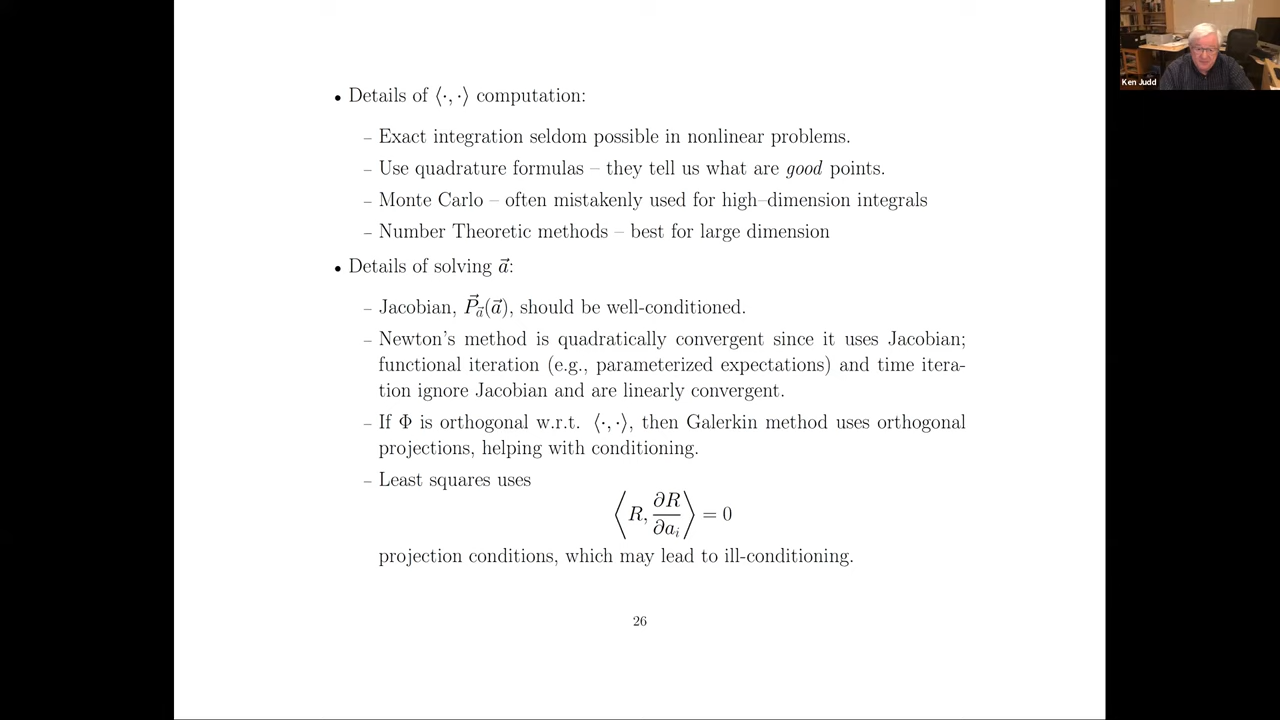 • Details of ⟨·, ·⟩ computation:
– Exact integration seldom possible in nonlinear problems.
– Use quadrature formulas – they tell us what are good points.
– Monte Carlo – often mistakenly used for high–dimension integrals
– Number Theoretic methods – best for large dimension
• Details of solving a⃗:
– Jacobian, P⃗_a⃗(a⃗), should be well-conditioned.
– Newton's method is quadratically convergent since it uses Jacobian;
functional iteration (e.g., parameterized expectations) and time itera-
tion ignore Jacobian and are linearly convergent.
– If Φ is orthogonal w.r.t. ⟨·, ·⟩, then Galerkin method uses orthogonal
projections, helping with conditioning.
– Least squares uses
⟨R, ∂R/∂a_i⟩ = 0
projection conditions, which may lead to ill-conditioning.
26
Ken Judd